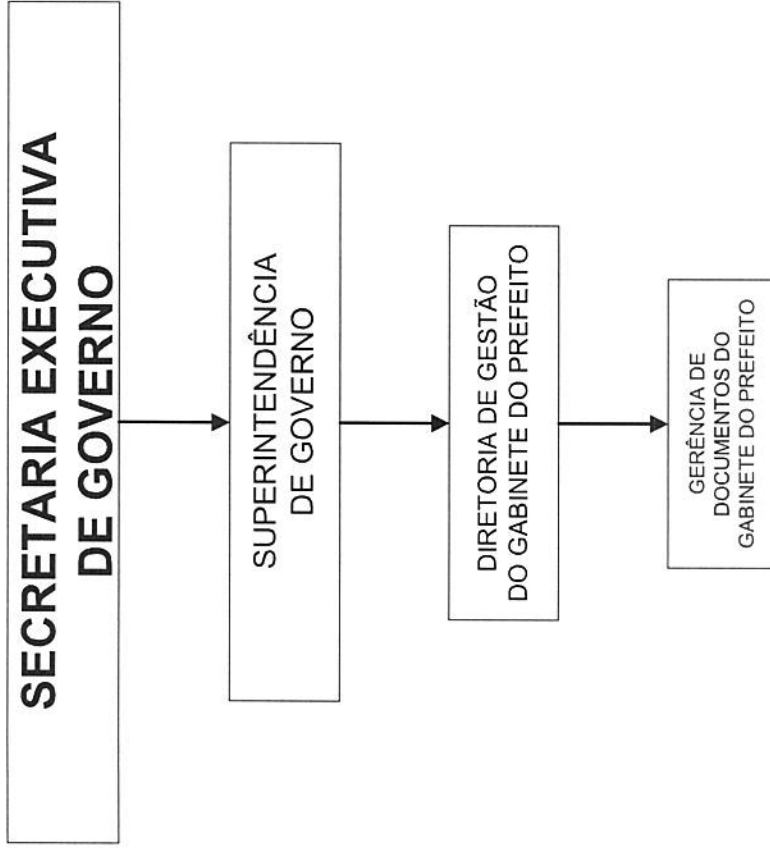 SECRETARIA EXECUTIVA
DE GOVERNO
SUPERINTENDÊNCIA
DE GOVERNO
DIRETORIA DE GESTÃO
DO GABINETE DO PREFEITO
GERÊNCIA DE
DOCUMENTOS DO
GABINETE DO PREFEITO